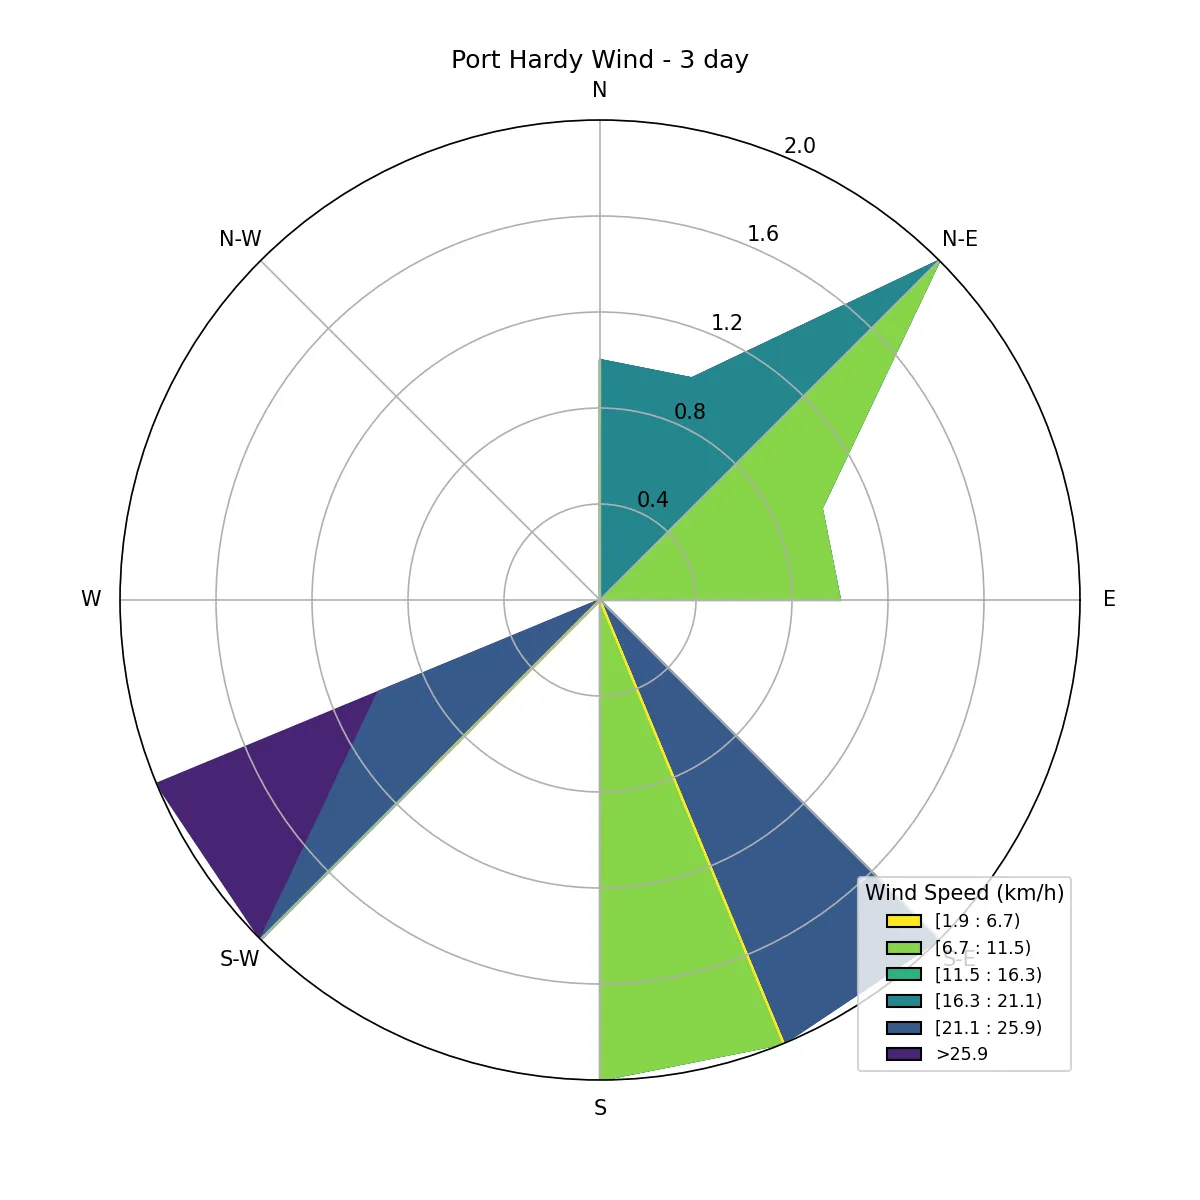 Port Hardy Wind - 3 day
N
2.0
N-W
1.6
N-E
1.2
0.8
0.4
W
E
S-W
S-E
S
Wind Speed (km/h)
[1.9 : 6.7)
[6.7 : 11.5)
[11.5 : 16.3)
[16.3 : 21.1)
[21.1 : 25.9)
>25.9